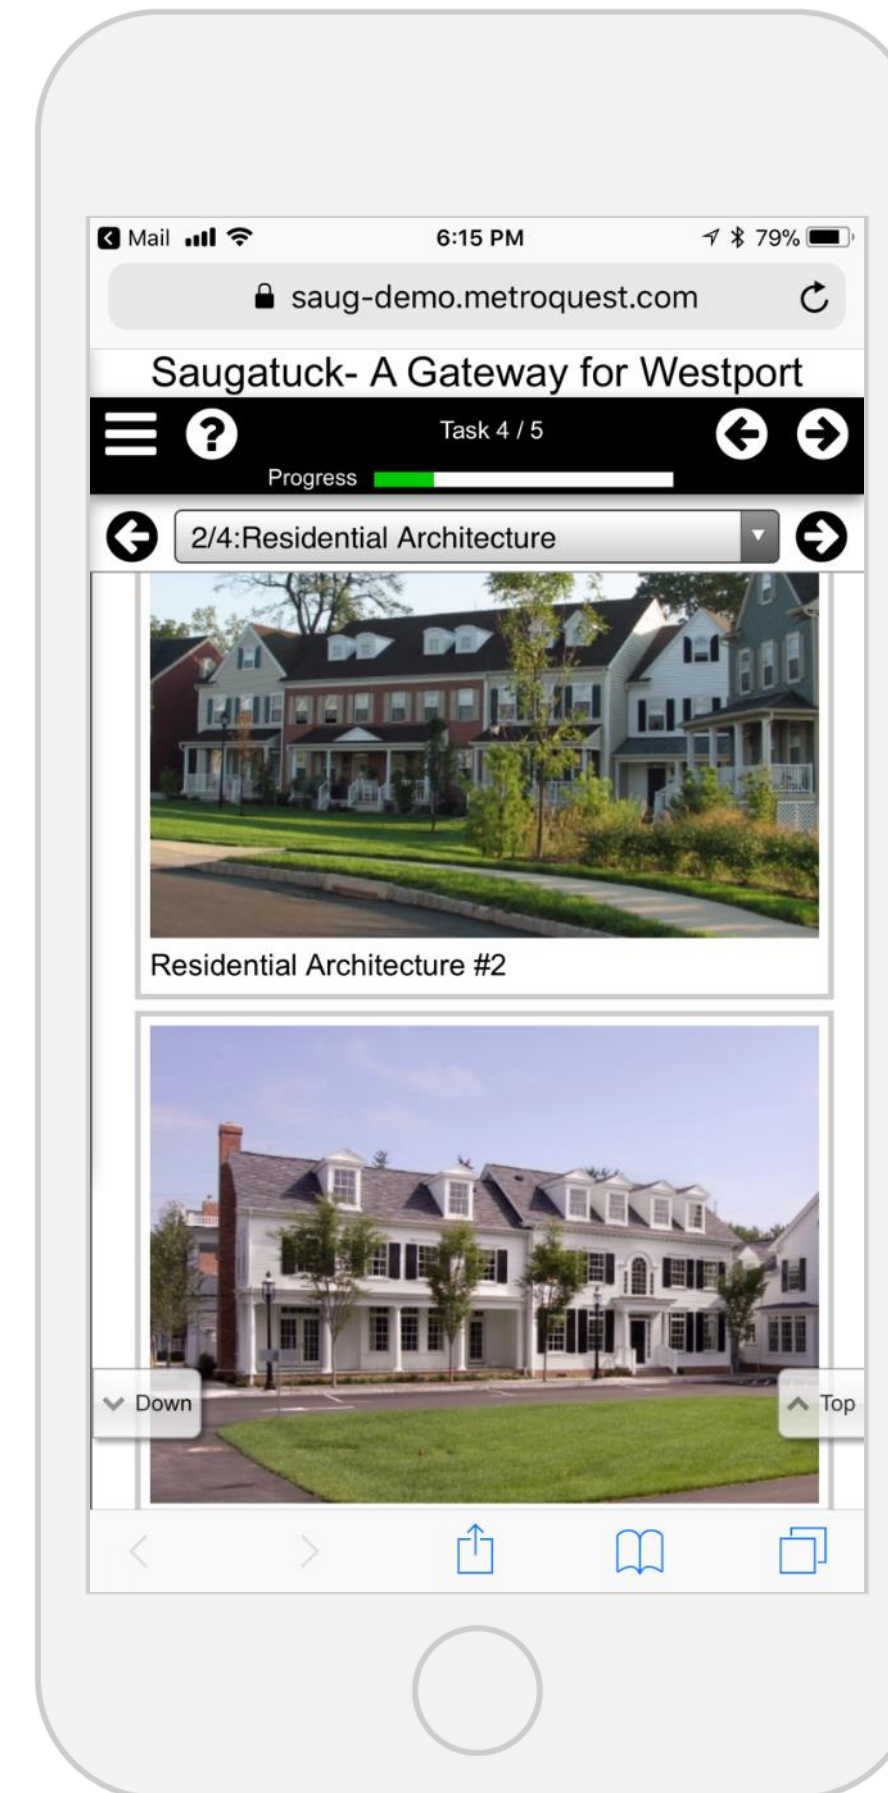 Mail 6:15 PM 79%
saug-demo.metroquest.com
Saugatuck- A Gateway for Westport
? Task 4 / 5
Progress
2/4:Residential Architecture
Residential Architecture #2
Down Top